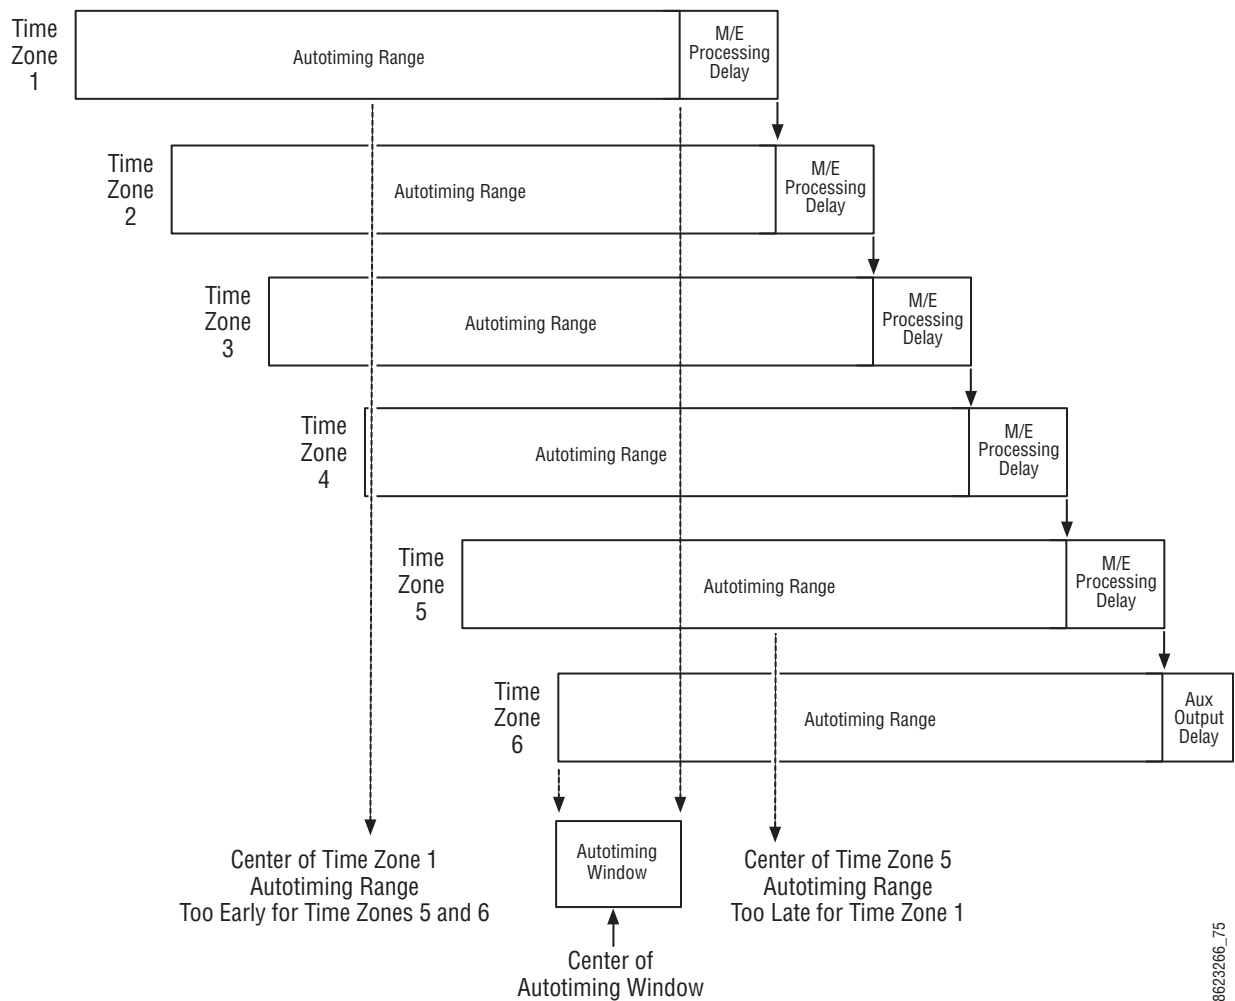 Time
Zone
1
Autotiming Range
M/E
Processing
Delay
Time
Zone
2
Autotiming Range
M/E
Processing
Delay
Time
Zone
3
Autotiming Range
M/E
Processing
Delay
Time
Zone
4
Autotiming Range
M/E
Processing
Delay
Time
Zone
5
Autotiming Range
M/E
Processing
Delay
Time
Zone
6
Autotiming Range
Aux
Output
Delay
Center of Time Zone 1
Autotiming Range
Too Early for Time Zones 5 and 6
Autotiming
Window
Center of Time Zone 5
Autotiming Range
Too Late for Time Zone 1
Center of
Autotiming Window
8623266_75